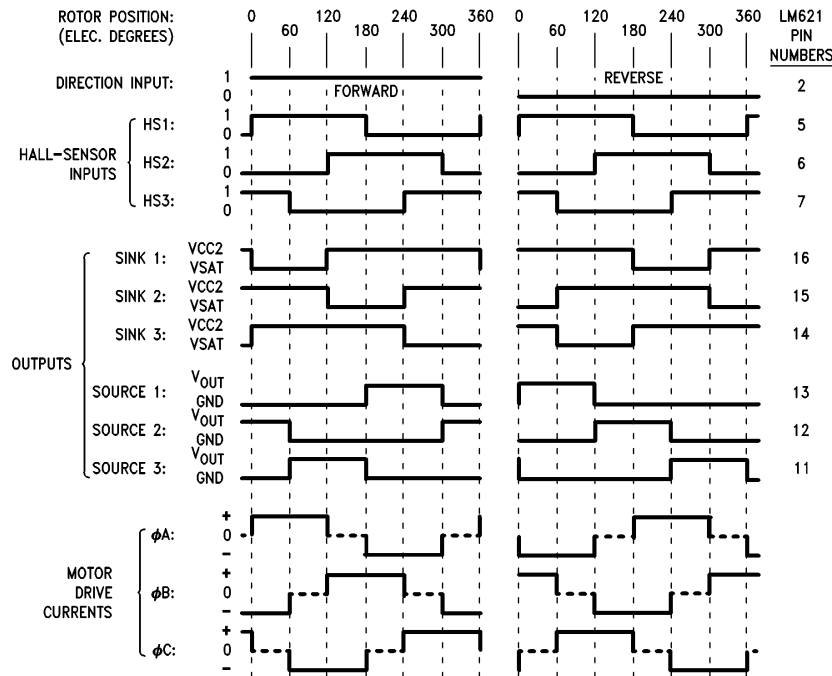 ROTOR POSITION: 0 120 240 360 0 120 240 360 LM621
(ELEC. DEGREES) 60 180 300 60 180 300 PIN
NUMBERS
DIRECTION INPUT: 1 0 FORWARD REVERSE 2
HALL-SENSOR
INPUTS
HS1: 1 0 5
HS2: 1 0 6
HS3: 1 0 7
OUTPUTS
SINK 1: VCC2 VSAT 16
SINK 2: VCC2 VSAT 15
SINK 3: VCC2 VSAT 14
SOURCE 1: VOUT GND 13
SOURCE 2: VOUT GND 12
SOURCE 3: VOUT GND 11
MOTOR
DRIVE
CURRENTS
ϕA: + 0 −
ϕB: + 0 −
ϕC: + 0 −